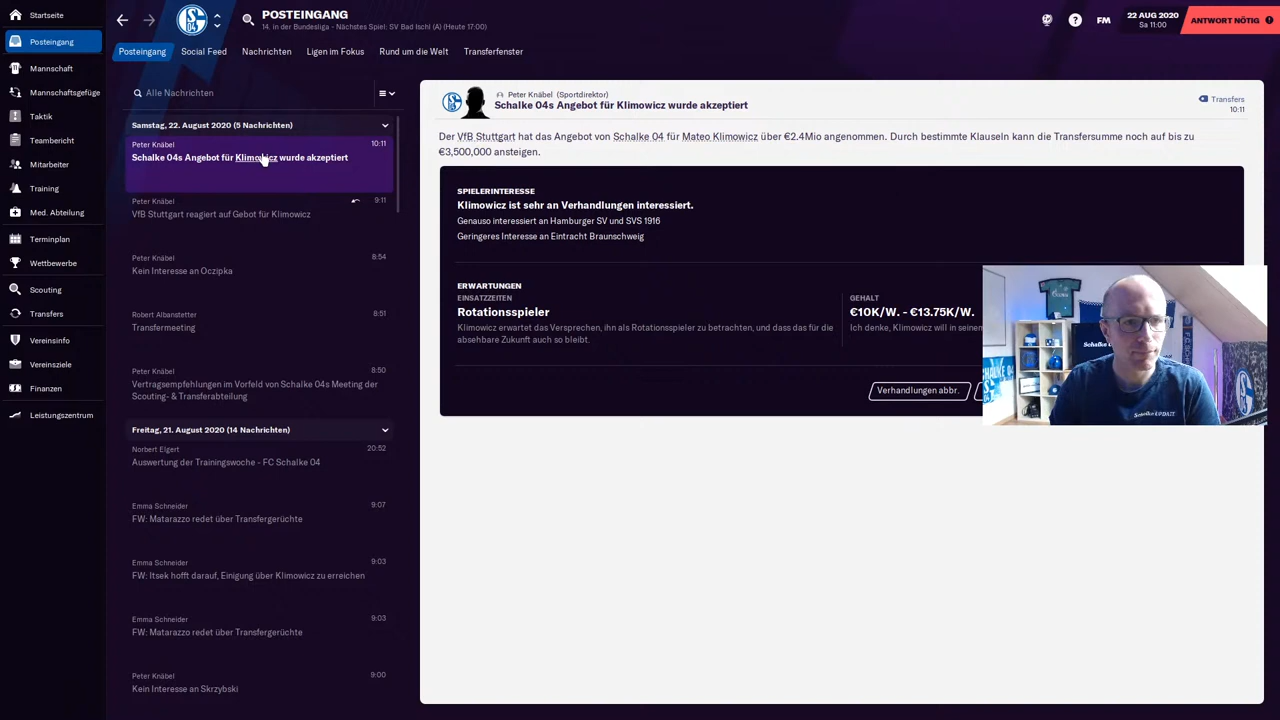 Startseite
Posteingang
Mannschaft
Mannschaftsgefüge
Taktik
Teambericht
Mitarbeiter
Training
Med. Abteilung
Terminplan
Wettbewerbe
Scouting
Transfers
Vereinsinfo
Vereinsziele
Finanzen
Leistungszentrum
POSTEINGANG
14. in der Bundesliga - Nächstes Spiel: SV Bad Ischl (A) (Heute 17:00)
FM
22 AUG 2020
Sa 11:00
ANTWORT NÖTIG
Posteingang Social Feed Nachrichten Ligen im Fokus Rund um die Welt Transferfenster
Alle Nachrichten
Samstag, 22. August 2020 (5 Nachrichten)
Peter Knäbel 10:11
Schalke 04s Angebot für Klimowicz wurde akzeptiert
Peter Knäbel 9:11
VfB Stuttgart reagiert auf Gebot für Klimowicz
Peter Knäbel 8:54
Kein Interesse an Oczipka
Robert Albanstetter 8:51
Transfermeeting
Peter Knäbel 8:50
Vertragsempfehlungen im Vorfeld von Schalke 04s Meeting der
Scouting- & Transferabteilung
Freitag, 21. August 2020 (14 Nachrichten)
Norbert Elgert 20:52
Auswertung der Trainingswoche - FC Schalke 04
Emma Schneider 9:07
FW: Matarazzo redet über Transfergerüchte
Emma Schneider 9:03
FW: Itsek hofft darauf, Einigung über Klimowicz zu erreichen
Emma Schneider 9:03
FW: Matarazzo redet über Transfergerüchte
Peter Knäbel 9:00
Kein Interesse an Skrzybski
Peter Knäbel (Sportdirektor)
Schalke 04s Angebot für Klimowicz wurde akzeptiert
Transfers
10:11
Der VfB Stuttgart hat das Angebot von Schalke 04 für Mateo Klimowicz über €2.4Mio angenommen. Durch bestimmte Klauseln kann die Transfersumme noch auf bis zu
€3,500,000 ansteigen.
SPIELERINTERESSE
Klimowicz ist sehr an Verhandlungen interessiert.
Genauso interessiert an Hamburger SV und SVS 1916
Geringeres Interesse an Eintracht Braunschweig
ERWARTUNGEN
EINSATZZEITEN
Rotationsspieler
Klimowicz erwartet das Versprechen, ihn als Rotationsspieler zu betrachten, und dass das für die
absehbare Zukunft auch so bleibt.
GEHALT
€10K/W. - €13.75K/W.
Ich denke, Klimowicz will in seinem
Verhandlungen abbr.